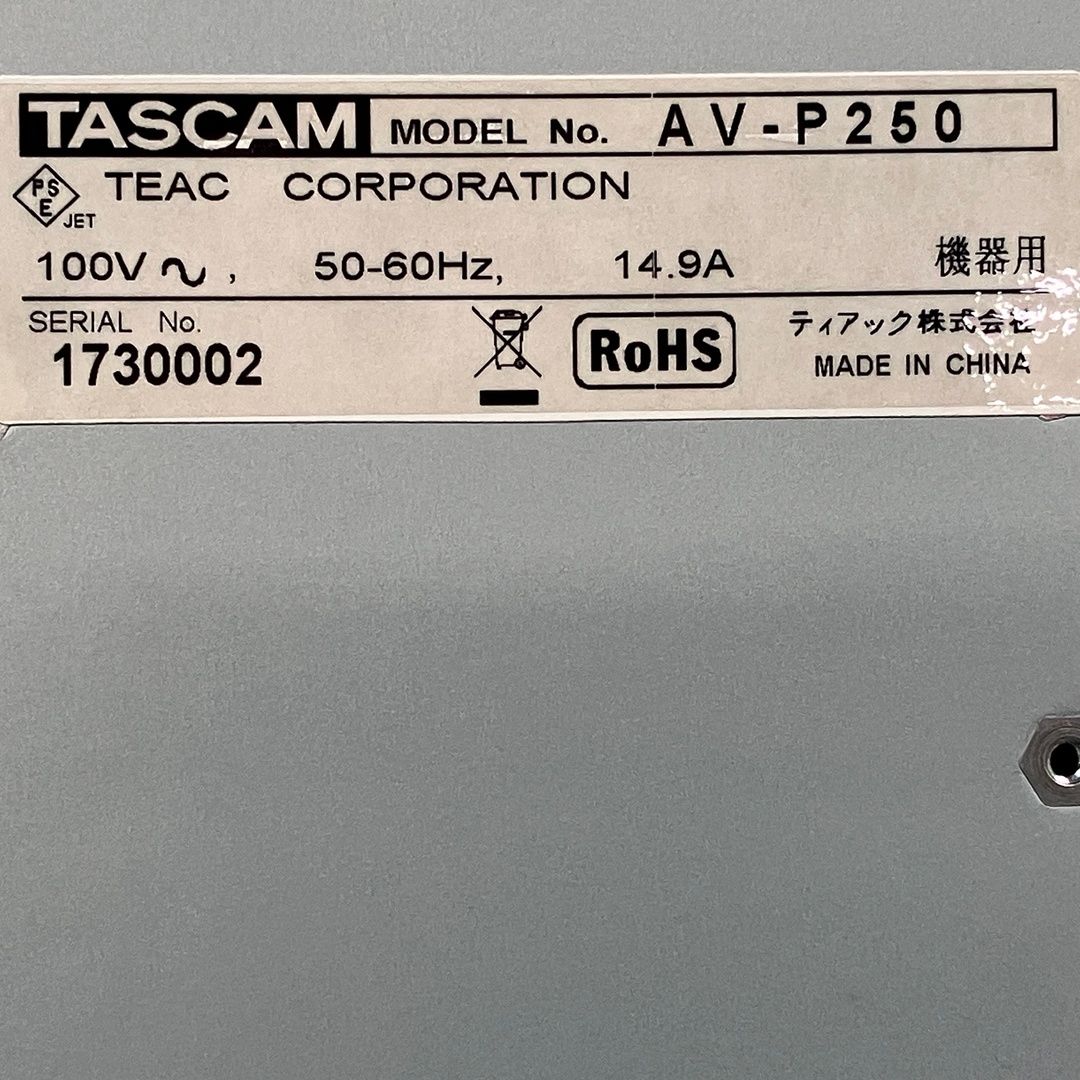 TASCAM MODEL No. AV-P250
PSE JET TEAC CORPORATION
100V ~, 50-60Hz, 14.9A 機器用
SERIAL No.
1730002
RoHS
ティアック株式会社
MADE IN CHINA